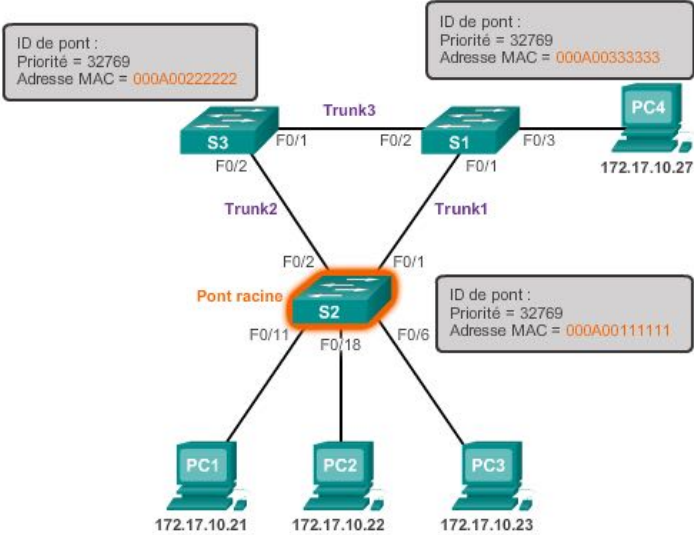 ID de pont :
Priorité = 32769
Adresse MAC = 000A00222222
ID de pont :
Priorité = 32769
Adresse MAC = 000A00333333
Trunk3
PC4
S3
F0/1
F0/2
S1
F0/3
F0/2
F0/1
172.17.10.27
Trunk2
Trunk1
F0/2
F0/1
Pont racine
S2
ID de pont :
Priorité = 32769
Adresse MAC = 000A00111111
F0/11
F0/18
F0/6
PC1
PC2
PC3
172.17.10.21
172.17.10.22
172.17.10.23